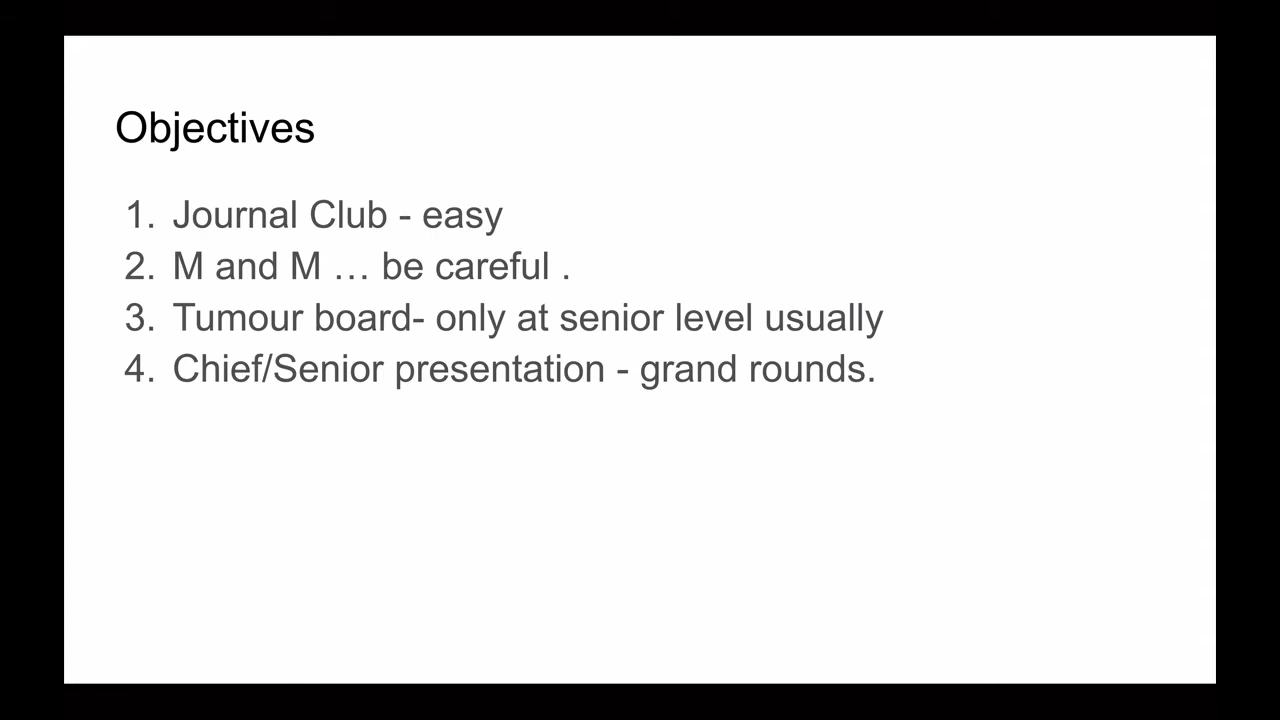 Objectives
1. Journal Club - easy
2. M and M … be careful .
3. Tumour board- only at senior level usually
4. Chief/Senior presentation - grand rounds.